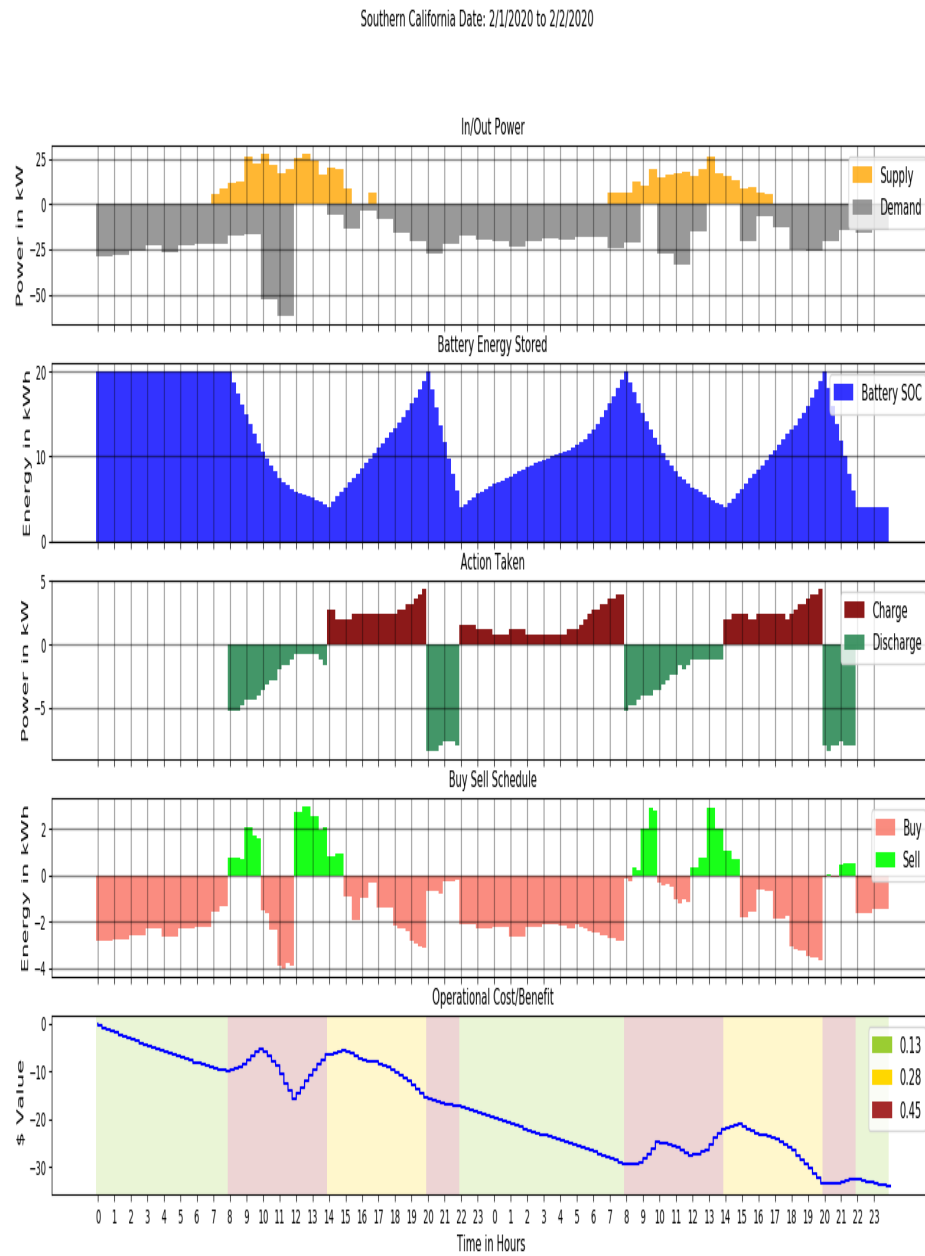 Southern California Date: 2/1/2020 to 2/2/2020
In/Out Power
Power in kW
25
0
−25
−50
Supply
Demand
Battery Energy Stored
Energy in kWh
20
10
0
Battery SOC
Action Taken
Power in kW
5
0
−5
Charge
Discharge
Buy Sell Schedule
Energy in kWh
2
0
−2
−4
Buy
Sell
Operational Cost/Benefit
$ Value
0
−10
−20
−30
0.13
0.28
0.45
0 1 2 3 4 5 6 7 8 9 10 11 12 13 14 15 16 17 18 19 20 21 22 23 0 1 2 3 4 5 6 7 8 9 10 11 12 13 14 15 16 17 18 19 20 21 22 23
Time in Hours